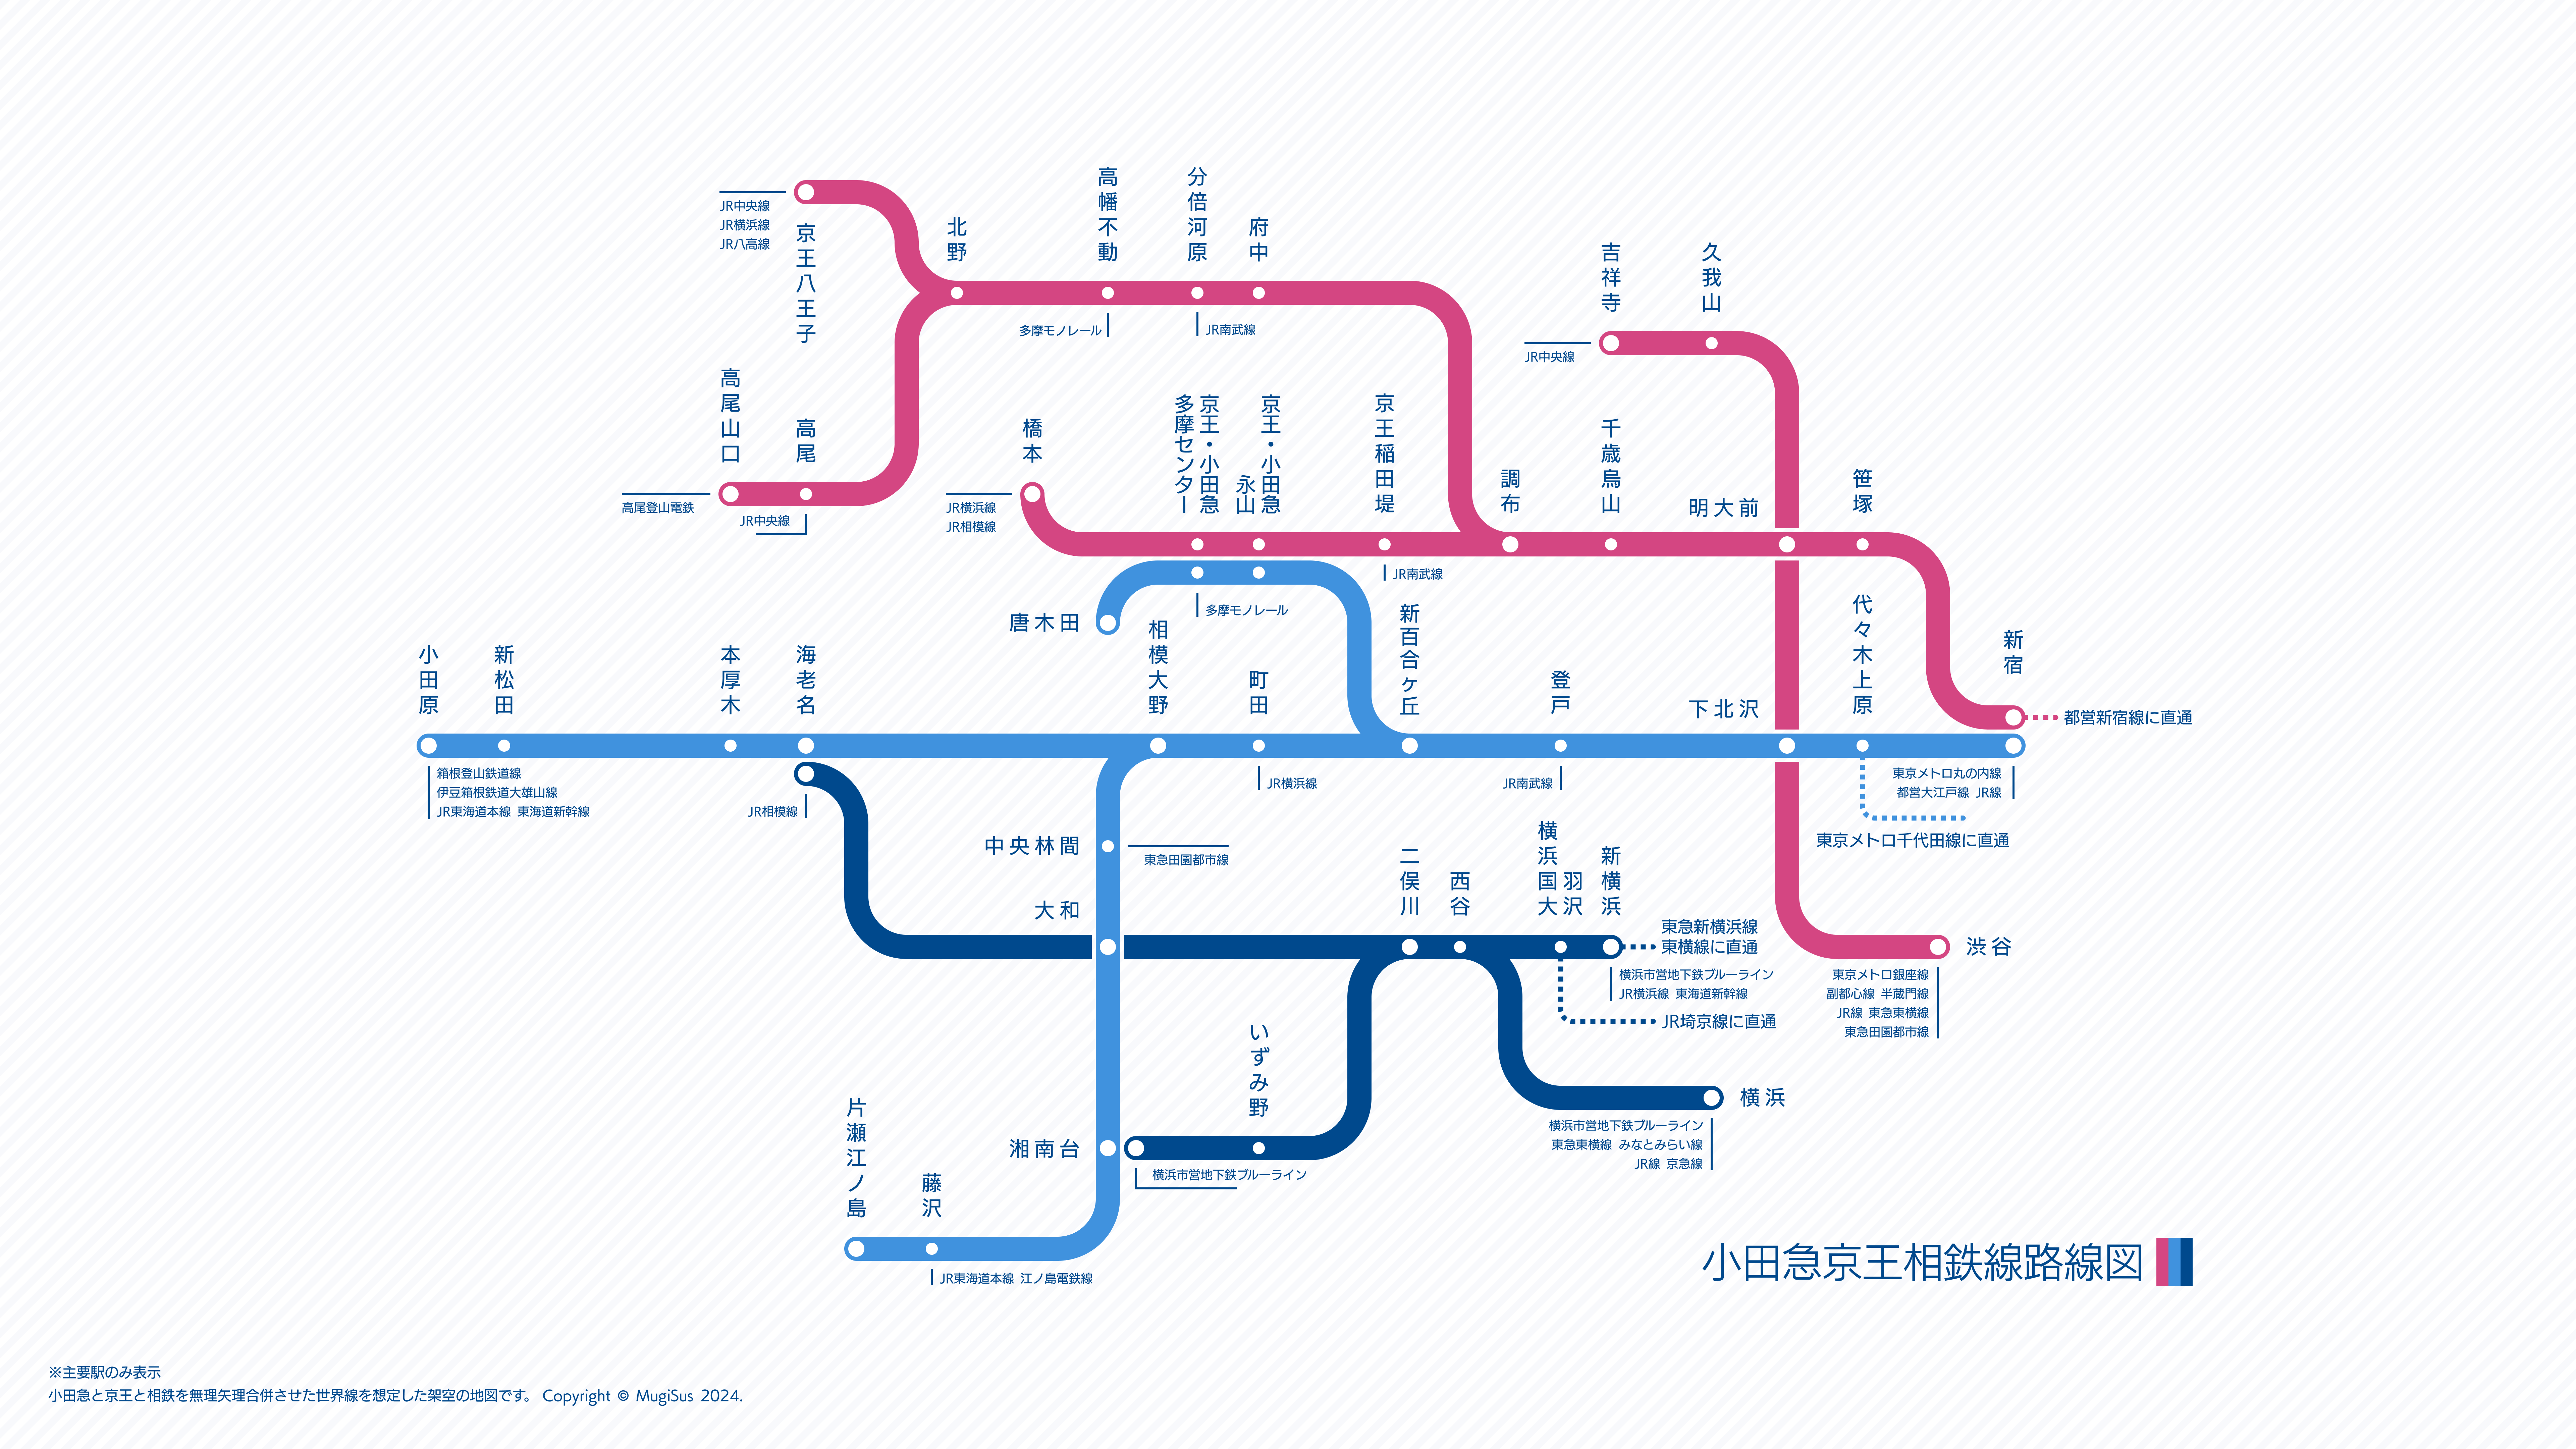 JR中央線
JR横浜線
JR八高線
京王八王子
北野
高幡不動
多摩モノレール
分倍河原
JR南武線
府中
吉祥寺
JR中央線
久我山
高尾山口
高尾登山電鉄
高尾
JR中央線
橋本
JR横浜線
JR相模線
京王・小田急
多摩センター
京王・小田急
永山
京王稲田堤
JR南武線
調布
千歳烏山
明大前
笹塚
唐木田
多摩モノレール
小田原
箱根登山鉄道線
伊豆箱根鉄道大雄山線
JR東海道本線 東海道新幹線
新松田
本厚木
海老名
JR相模線
相模大野
町田
JR横浜線
新百合ヶ丘
登戸
JR南武線
下北沢
代々木上原
新宿
都営新宿線に直通
東京メトロ丸の内線
都営大江戸線 JR線
東京メトロ千代田線に直通
中央林間
東急田園都市線
大和
二俣川
西谷
羽沢
横浜国大
新横浜
東急新横浜線
東横線に直通
横浜市営地下鉄ブルーライン
JR横浜線 東海道新幹線
JR埼京線に直通
渋谷
東京メトロ銀座線
副都心線 半蔵門線
JR線 東急東横線
東急田園都市線
いずみ野
横浜
横浜市営地下鉄ブルーライン
東急東横線 みなとみらい線
JR線 京急線
湘南台
横浜市営地下鉄ブルーライン
片瀬江ノ島
藤沢
JR東海道本線 江ノ島電鉄線
小田急京王相鉄線路線図
※主要駅のみ表示
小田急と京王と相鉄を無理矢理合併させた世界線を想定した架空の地図です。 Copyright © MugiSus 2024.